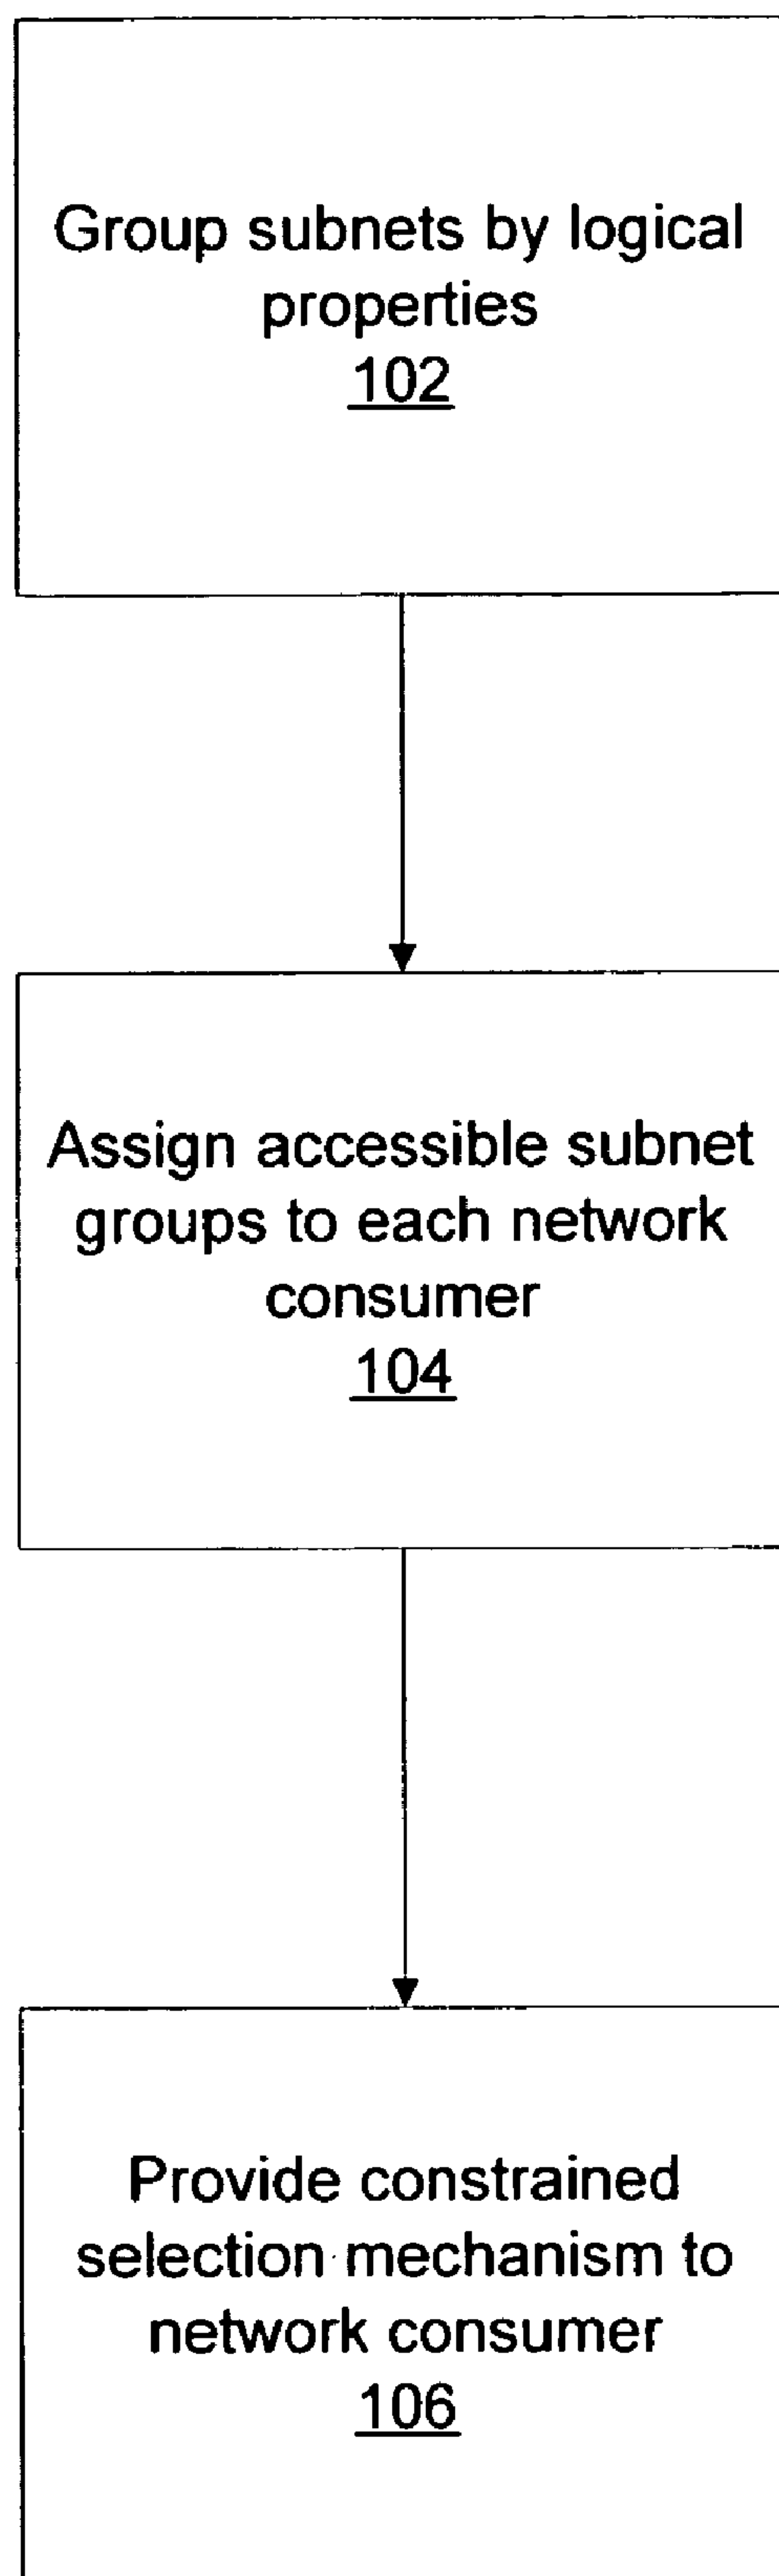 Group subnets by logical
properties
102
Assign accessible subnet
groups to each network
consumer
104
Provide constrained
selection mechanism to
network consumer
106